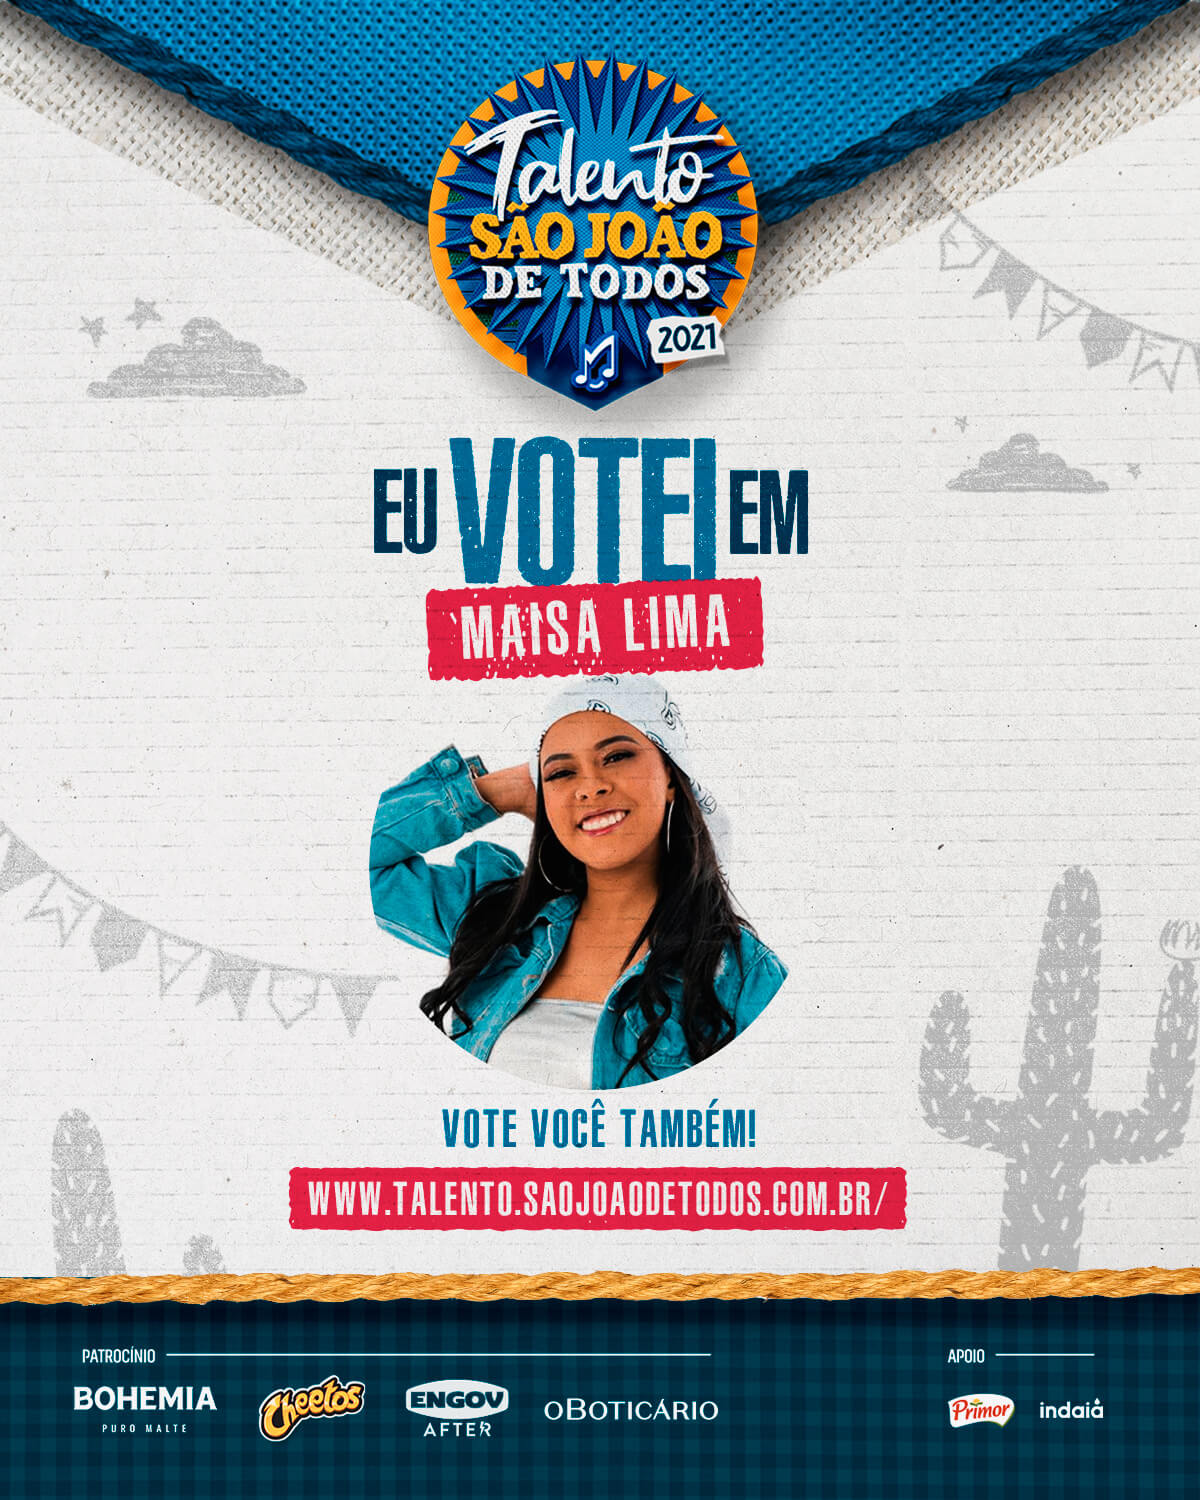 Talento
SÃO JOÃO
DE TODOS
2021
EU VOTEI EM
MAISA LIMA
VOTE VOCÊ TAMBÉM!
WWW.TALENTO.SAOJOAODETODOS.COM.BR/
PATROCÍNIO
APOIO
BOHEMIA
PURO MALTE
Cheetos
ENGOV
AFTER
oBOTICÁRIO
Primor
indaiá